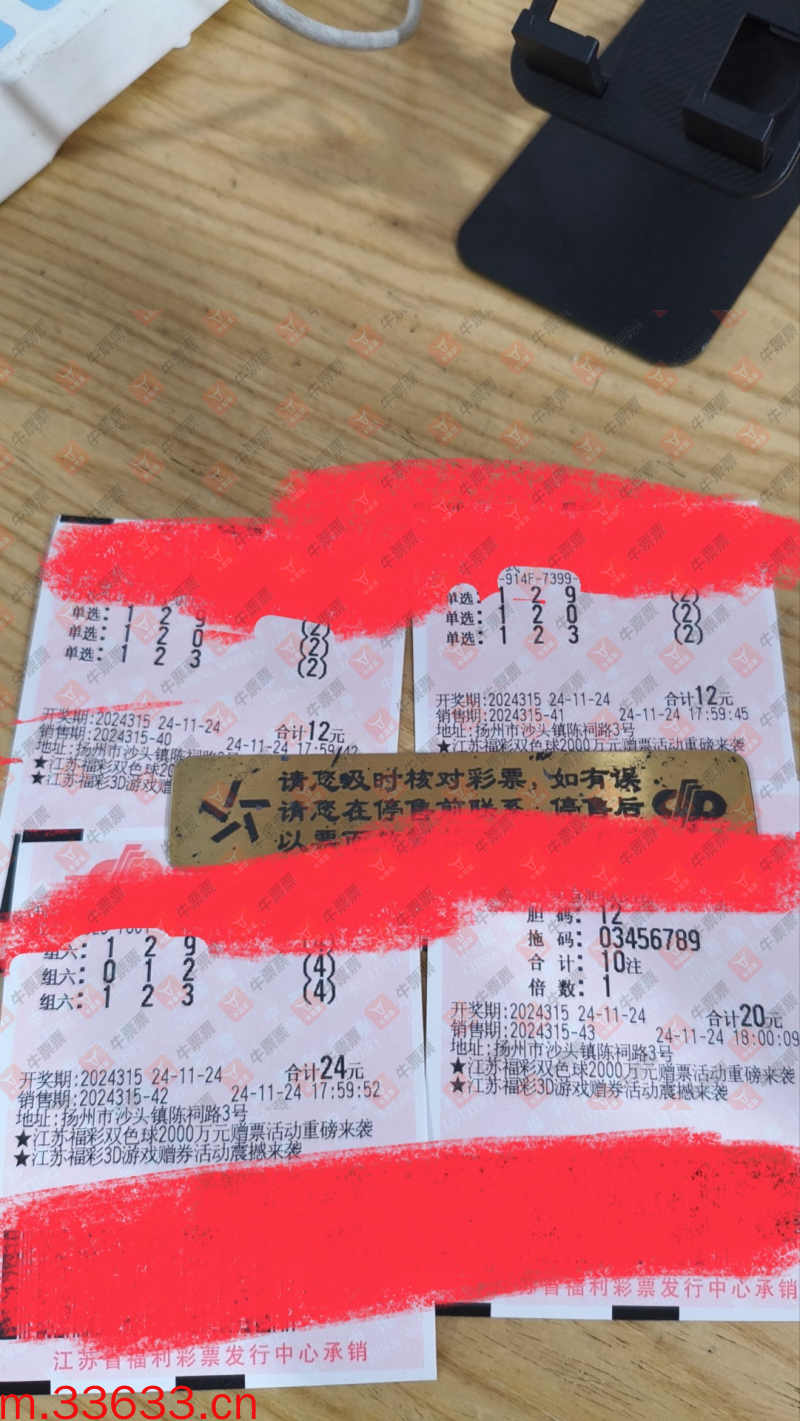 单选: 1 2 9 (2)
单选: 1 2 0 (2)
单选: 1 2 3 (2)
开奖期:2024315 24-11-24 合计12元
销售期:2024315-40 24-11-24 17:59:42
地址:扬州市沙头镇陈祠路3号
★江苏福彩双色球20
★江苏福彩3D游戏赠
-914F-7399-
单选: 1 2 9 (2)
单选: 1 2 0 (2)
单选: 1 2 3 (2)
开奖期:2024315 24-11-24 合计12元
销售期:2024315-41 24-11-24 17:59:45
地址:扬州市沙头镇陈祠路3号
★江苏福彩双色球2000万元赠票活动重磅来袭
请您及时核对彩票,如有误
请您在停售前联系,停售后
以票面
组六: 1 2 9 (4)
组六: 0 1 2 (4)
组六: 1 2 3 (4)
开奖期:2024315 24-11-24 合计24元
销售期:2024315-42 24-11-24 17:59:52
地址:扬州市沙头镇陈祠路3号
★江苏福彩双色球2000万元赠票活动重磅来袭
★江苏福彩3D游戏赠券活动震撼来袭
江苏省福利彩票发行中心承销
胆 码: 12
拖 码: 03456789
合 计: 10注
倍 数: 1
开奖期:2024315 24-11-24 合计20元
销售期:2024315-43 24-11-24 18:00:09
地址:扬州市沙头镇陈祠路3号
★江苏福彩双色球2000万元赠票活动重磅来袭
★江苏福彩3D游戏赠券活动震撼来袭
省福利彩票发行中心承销
牛票票
m.33633.cn